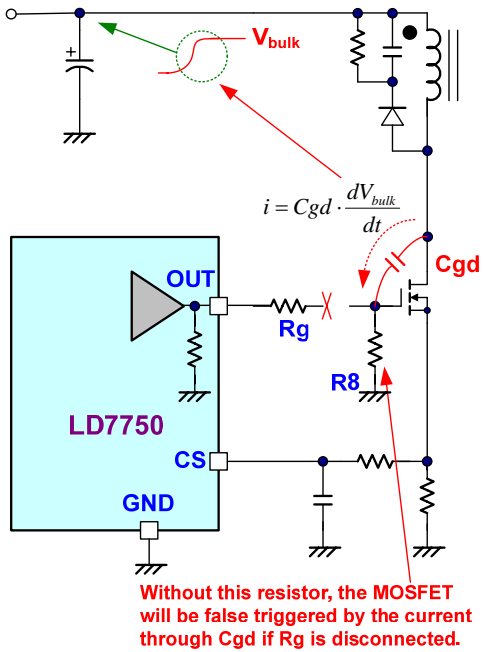 +
Vbulk
i = Cgd · dVbulk
dt
Cgd
OUT
Rg
R8
LD7750
CS
GND
Without this resistor, the MOSFET
will be false triggered by the current
through Cgd if Rg is disconnected.